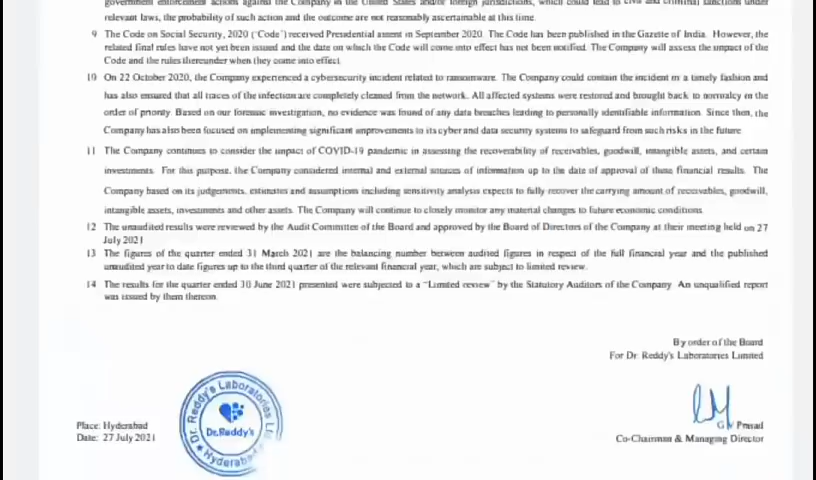 government enforcement actions against the Company in the United States and/or foreign jurisdictions, which could lead to civil and criminal sanctions under
relevant laws, the probability of such action and the outcome are not reasonably ascertainable at this time.
9 The Code on Social Security, 2020 ('Code') received Presidential assent in September 2020. The Code has been published in the Gazette of India. However, the
related final rules have not yet been issued and the date on which the Code will come into effect has not been notified. The Company will assess the impact of the
Code and the rules thereunder when they come into effect.
10 On 22 October 2020, the Company experienced a cybersecurity incident related to ransomware. The Company could contain the incident in a timely fashion and
has also ensured that all traces of the infection are completely cleaned from the network. All affected systems were restored and brought back to normalcy in the
order of priority. Based on our forensic investigation, no evidence was found of any data breaches leading to personally identifiable information. Since then, the
Company has also been focused on implementing significant improvements to its cyber and data security systems to safeguard from such risks in the future
11 The Company continues to consider the impact of COVID-19 pandemic in assessing the recoverability of receivables, goodwill, intangible assets, and certain
investments. For this purpose, the Company considered internal and external sources of information up to the date of approval of these financial results. The
Company based on its judgements, estimates and assumptions including sensitivity analysis expects to fully recover the carrying amount of receivables, goodwill,
intangible assets, investments and other assets. The Company will continue to closely monitor any material changes to future economic conditions.
12 The unaudited results were reviewed by the Audit Committee of the Board and approved by the Board of Directors of the Company at their meeting held on 27
July 2021
13 The figures of the quarter ended 31 March 2021 are the balancing number between audited figures in respect of the full financial year and the published
unaudited year to date figures up to the third quarter of the relevant financial year, which are subject to limited review.
14 The results for the quarter ended 30 June 2021 presented were subjected to a "Limited review" by the Statutory Auditors of the Company. An unqualified report
was issued by them thereon.
By order of the Board
For Dr. Reddy's Laboratories Limited
Dr. Reddy's Laboratories Ltd
Dr.Reddy's
Hyderabad
G V Prasad
Place: Hyderabad
Co-Chairman & Managing Director
Date: 27 July 2021